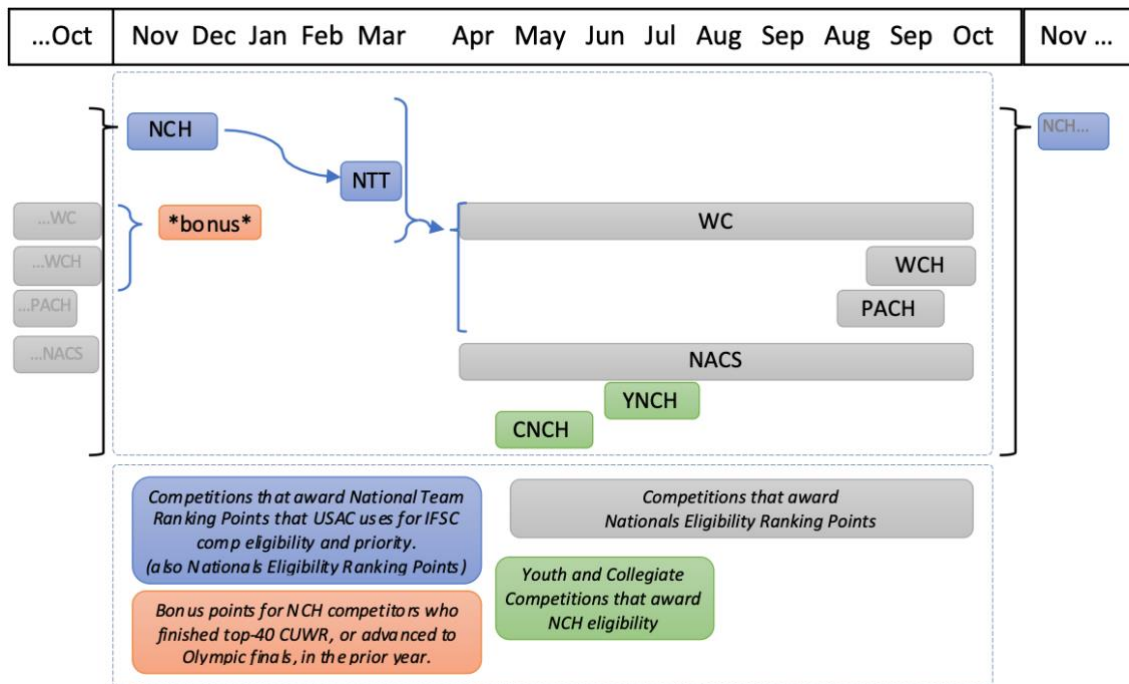 ...Oct Nov Dec Jan Feb Mar Apr May Jun Jul Aug Sep Aug Sep Oct Nov ...
NCH
NCH...
NTT
...WC
*bonus*
WC
...WCH
WCH
...PACH
PACH
...NACS
NACS
YNCH
CNCH
Competitions that award National Team
Ranking Points that USAC uses for IFSC
comp eligibility and priority.
(also Nationals Eligibility Ranking Points)
Competitions that award
Nationals Eligibility Ranking Points
Youth and Collegiate
Competitions that award
NCH eligibility
Bonus points for NCH competitors who
finished top-40 CUWR, or advanced to
Olympic finals, in the prior year.